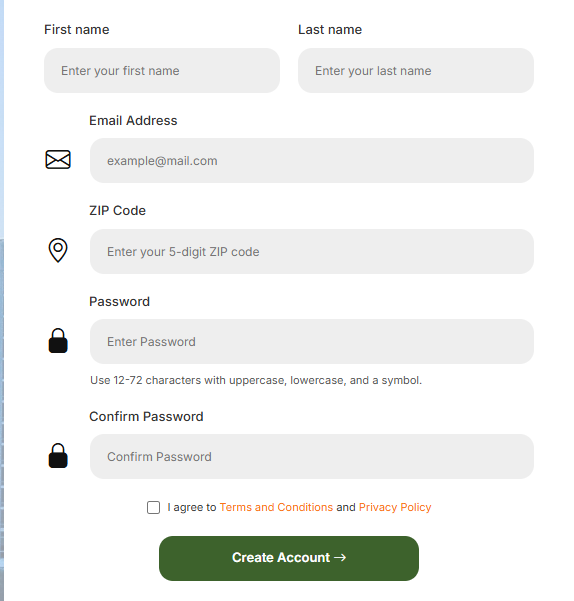 First name Last name
Enter your first name Enter your last name
Email Address
example@mail.com
ZIP Code
Enter your 5-digit ZIP code
Password
Enter Password
Use 12-72 characters with uppercase, lowercase, and a symbol.
Confirm Password
Confirm Password
I agree to Terms and Conditions and Privacy Policy
Create Account →